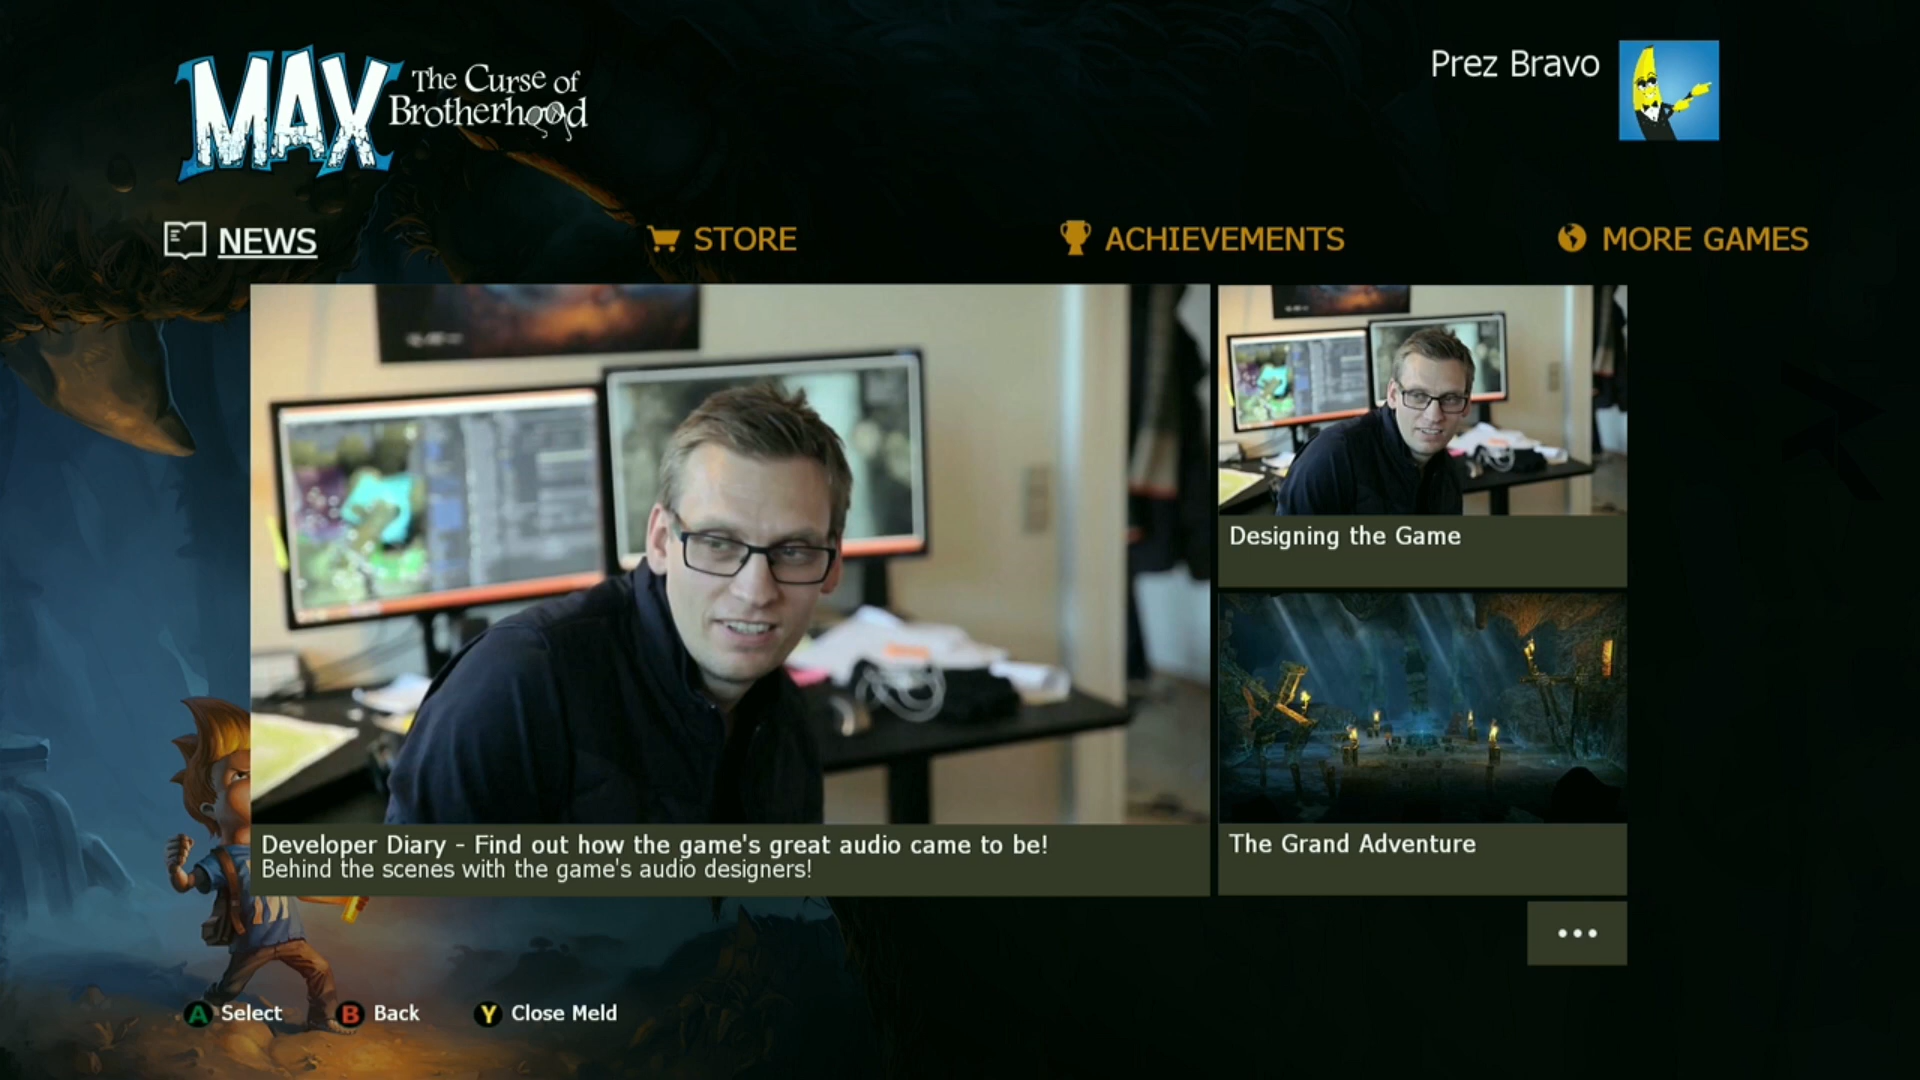 MAX The Curse of
Brotherhood
Prez Bravo
NEWS
STORE
ACHIEVEMENTS
MORE GAMES
Designing the Game
The Grand Adventure
Developer Diary - Find out how the game's great audio came to be!
Behind the scenes with the game's audio designers!
...
A Select
B Back
Y Close Meld